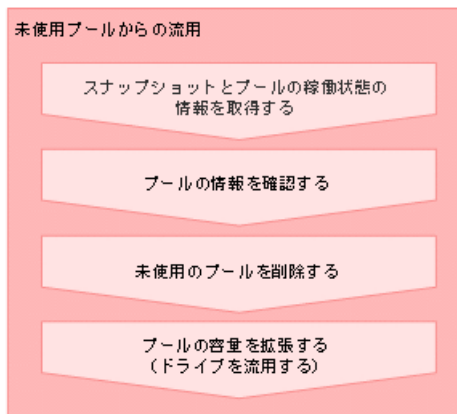 未使用プールからの流用
スナップショットとプールの稼働状態の
情報を取得する
プールの情報を確認する
未使用のプールを削除する
プールの容量を拡張する
（ドライブを流用する）